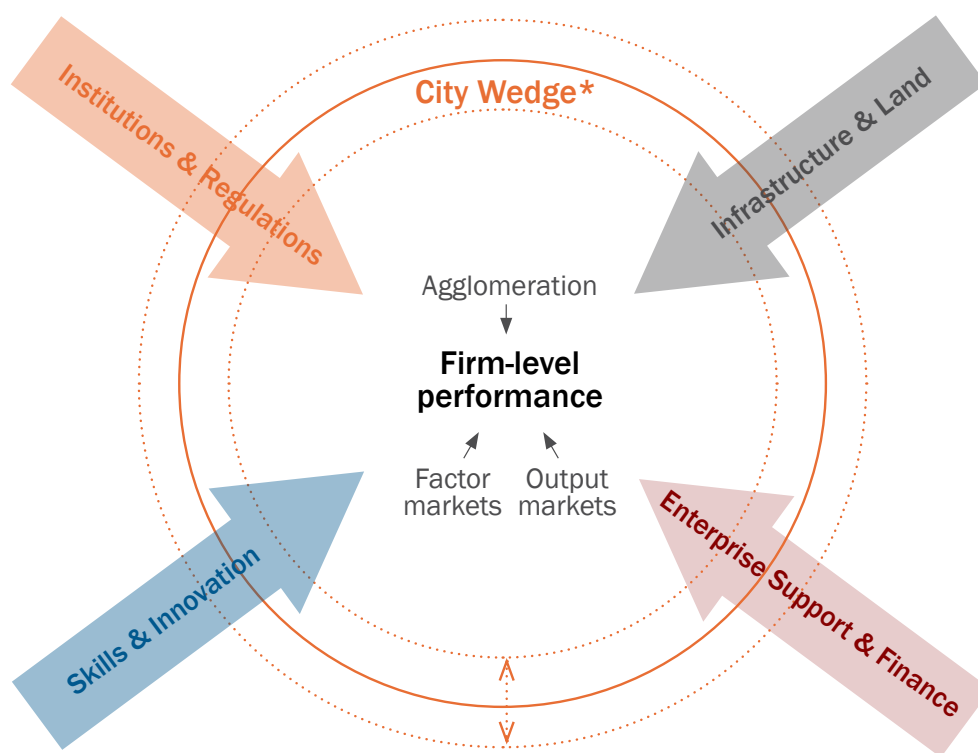 City Wedge*
Institutions & Regulations
Infrastructure & Land
Agglomeration
Firm-level
performance
Factor
markets
Output
markets
Skills & Innovation
Enterprise Support & Finance